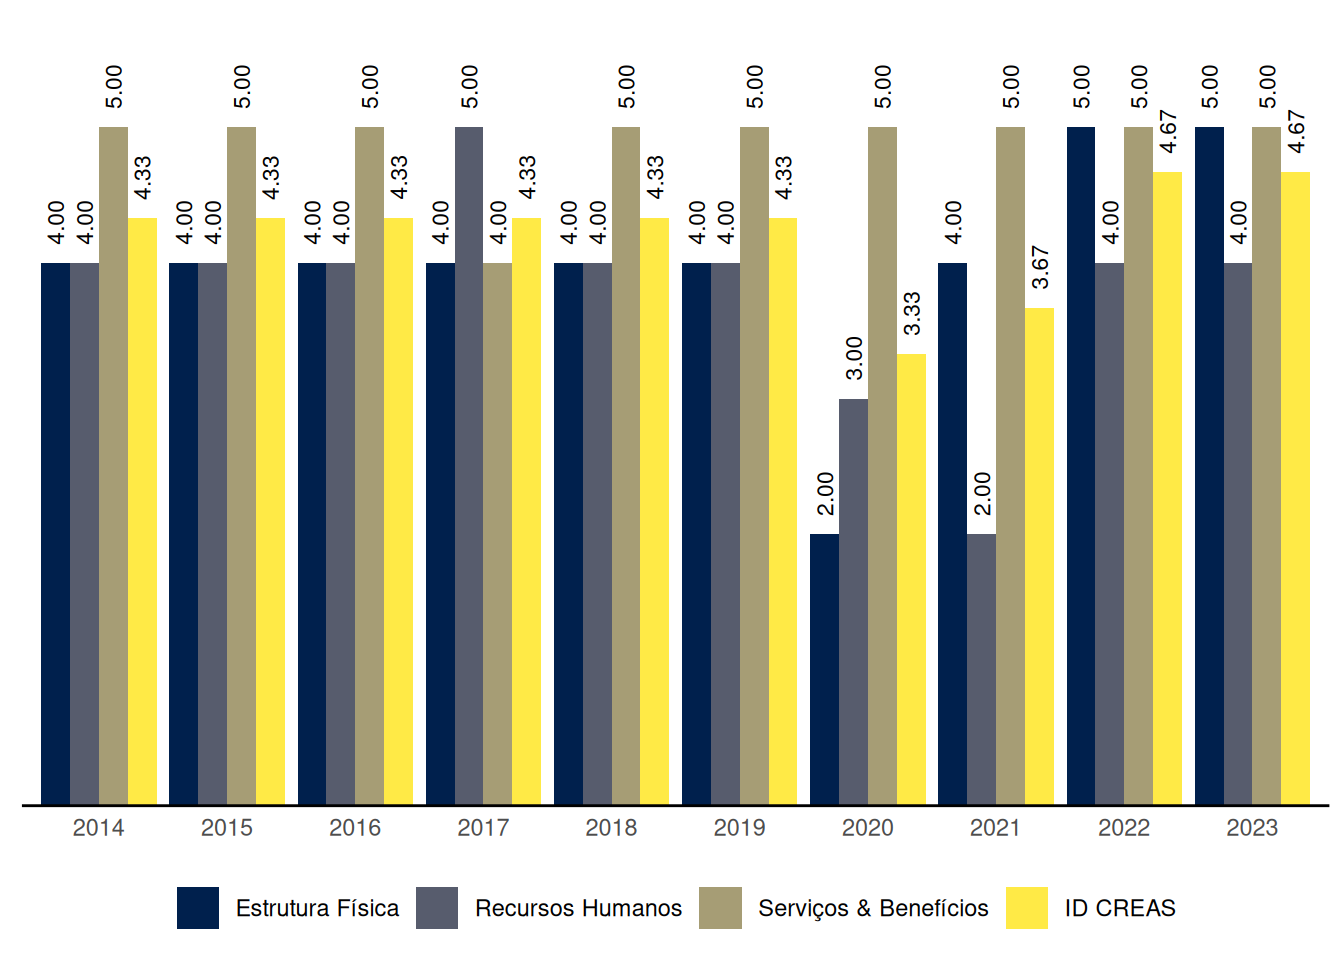 4.00 4.00 5.00 4.33 4.00 4.00 5.00 4.33 4.00 4.00 5.00 4.33 4.00 5.00 4.00 4.33 4.00 4.00 5.00 4.33 4.00 4.00 5.00 4.33 2.00 3.00 5.00 3.33 4.00 2.00 5.00 3.67 5.00 4.00 5.00 4.67 5.00 4.00 5.00 4.67
2014 2015 2016 2017 2018 2019 2020 2021 2022 2023
Estrutura Física Recursos Humanos Serviços & Benefícios ID CREAS